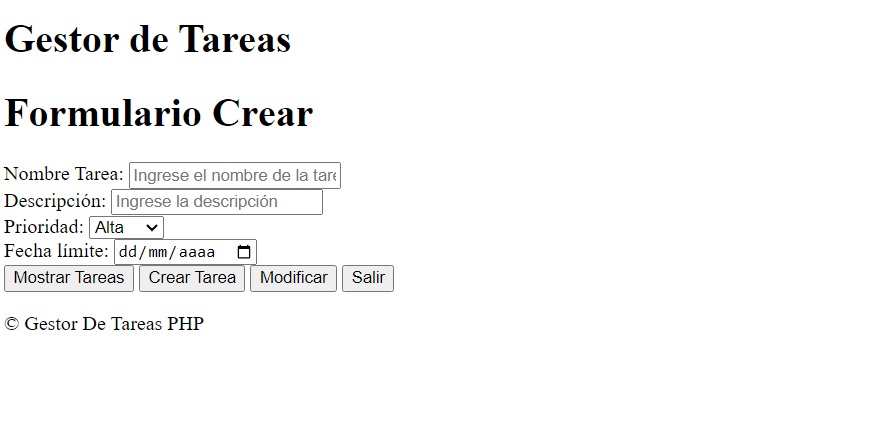 Gestor de Tareas
Formulario Crear
Nombre Tarea: Ingrese el nombre de la tare
Descripción: Ingrese la descripción
Prioridad: Alta
Fecha límite: dd/mm/aaaa
Mostrar Tareas Crear Tarea Modificar Salir
© Gestor De Tareas PHP